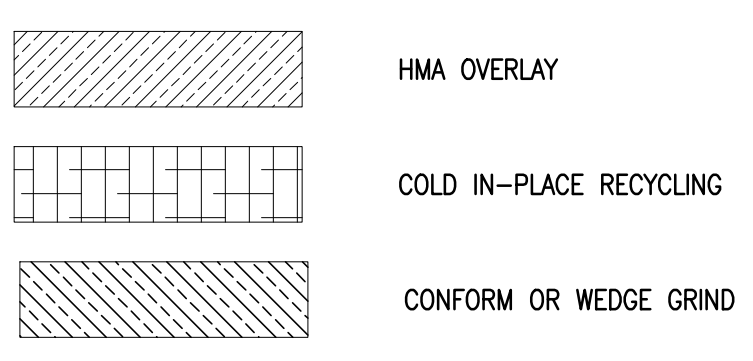 HMA OVERLAY
COLD IN-PLACE RECYCLING
CONFORM OR WEDGE GRIND